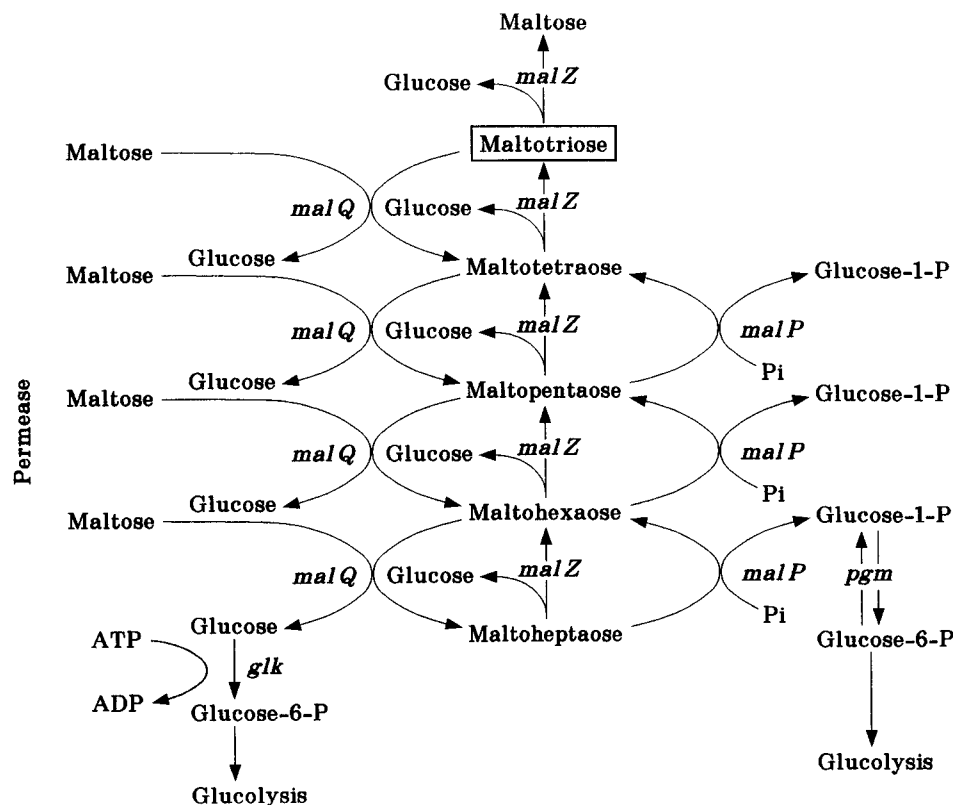 Maltose
Glucose malZ
Maltose Maltotriose
malQ Glucose malZ
Glucose Maltotetraose Glucose-1-P
Maltose
malQ Glucose malZ malP
Glucose Maltopentaose Pi
Maltose Glucose-1-P
malQ Glucose malZ malP
Glucose Maltohexaose Pi
Maltose Glucose-1-P
malQ Glucose malZ malP pgm
Glucose Maltoheptaose Pi
ATP Glucose-6-P
glk
ADP Glucose-6-P
Glucolysis
Glucolysis
Permease